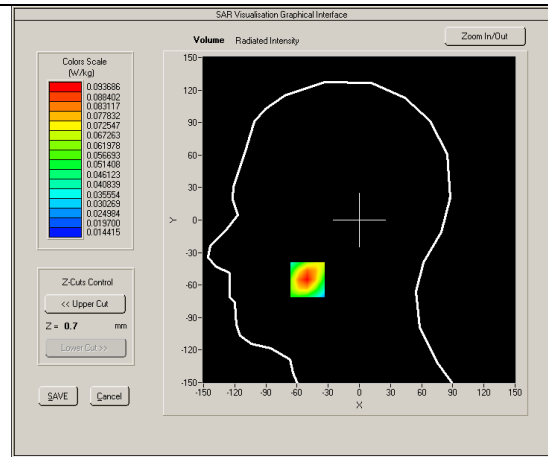 SAR Visualisation Graphical Interface
Volume Radiated Intensity
Zoom In/Out
Colors Scale
(W/kg)
0.093686
0.088402
0.083117
0.077832
0.072547
0.067263
0.061978
0.056693
0.051408
0.046123
0.040839
0.035554
0.030269
0.024984
0.019700
0.014415
Z-Cuts Control
<< Upper Cut
Z = 0.7 mm
Lower Cut >>
SAVE Cancel
150
120
90
60
30
0
-30
-60
-90
-120
-150
Y
-150 -120 -90 -60 -30 0 30 60 90 120 150
X